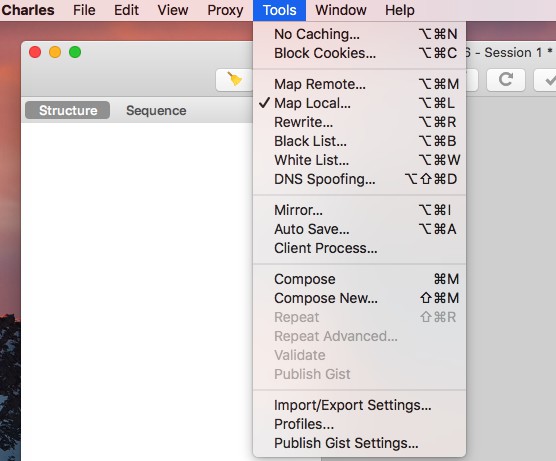 Charles File Edit View Proxy Tools Window Help
6 - Session 1 *
Structure Sequence
No Caching... ⌥⌘N
Block Cookies... ⌥⌘C
Map Remote... ⌥⌘M
✓ Map Local... ⌥⌘L
Rewrite... ⌥⌘R
Black List... ⌥⌘B
White List... ⌥⌘W
DNS Spoofing... ⌥⇧⌘D
Mirror... ⌥⌘I
Auto Save... ⌥⌘A
Client Process...
Compose ⌘M
Compose New... ⇧⌘M
Repeat ⇧⌘R
Repeat Advanced...
Validate
Publish Gist
Import/Export Settings...
Profiles...
Publish Gist Settings...